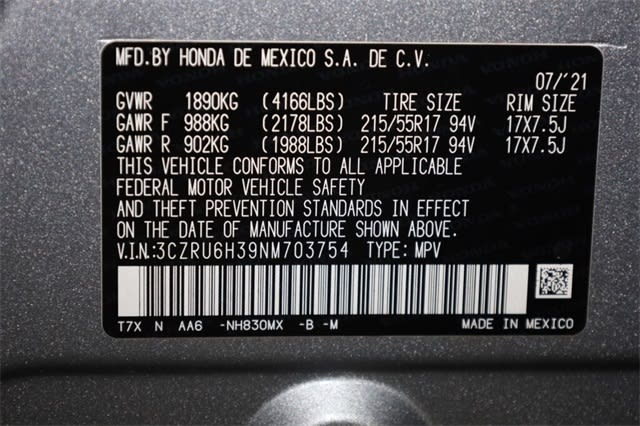 MFD.BY HONDA DE MEXICO S.A. DE C.V.
07/'21
GVWR 1890KG (4166LBS) TIRE SIZE RIM SIZE
GAWR F 988KG (2178LBS) 215/55R17 94V 17X7.5J
GAWR R 902KG (1988LBS) 215/55R17 94V 17X7.5J
THIS VEHICLE CONFORMS TO ALL APPLICABLE
FEDERAL MOTOR VEHICLE SAFETY
AND THEFT PREVENTION STANDARDS IN EFFECT
ON THE DATE OF MANUFACTURE SHOWN ABOVE.
V.I.N.:3CZRU6H39NM703754 TYPE: MPV
T7X N AA6 -NH830MX -B -M MADE IN MEXICO